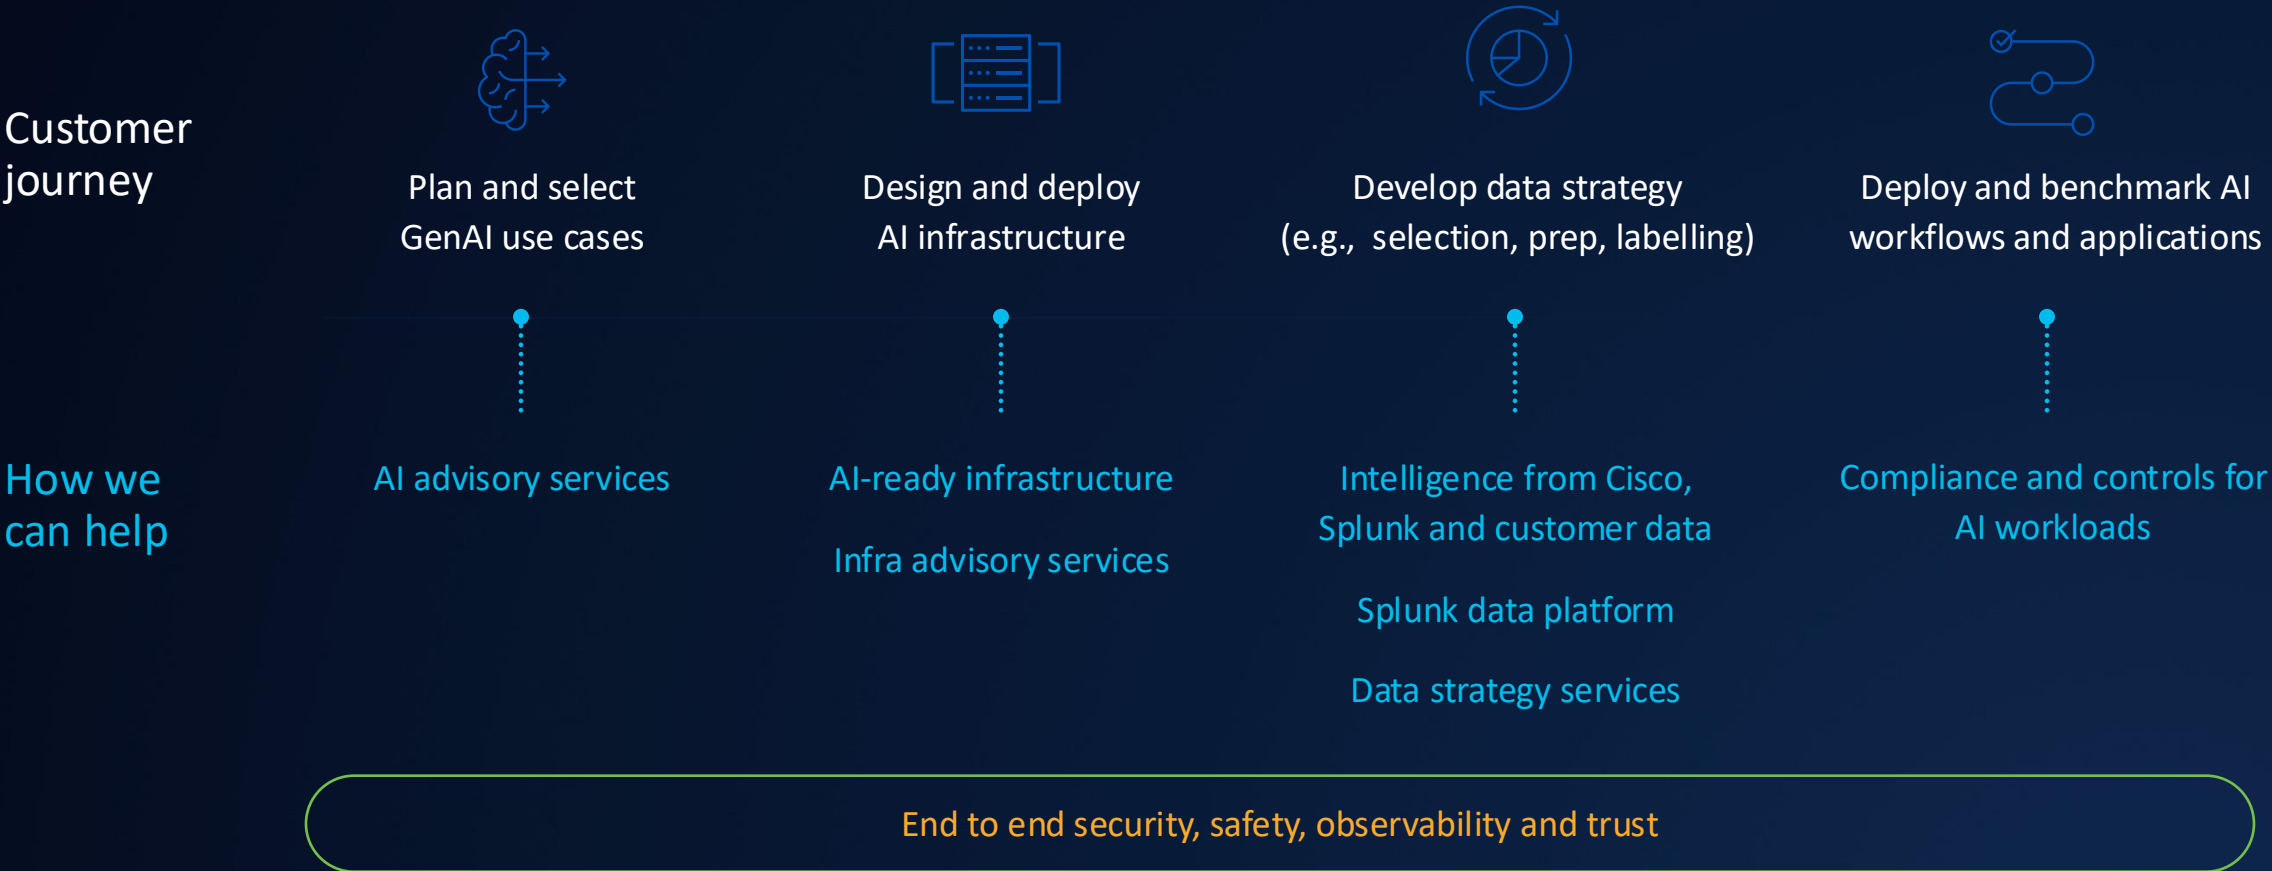 Customer
journey
Plan and select
GenAI use cases
Design and deploy
AI infrastructure
Develop data strategy
(e.g., selection, prep, labelling)
Deploy and benchmark AI
workflows and applications
How we
can help
AI advisory services
AI-ready infrastructure
Infra advisory services
Intelligence from Cisco,
Splunk and customer data
Splunk data platform
Data strategy services
Compliance and controls for
AI workloads
End to end security, safety, observability and trust